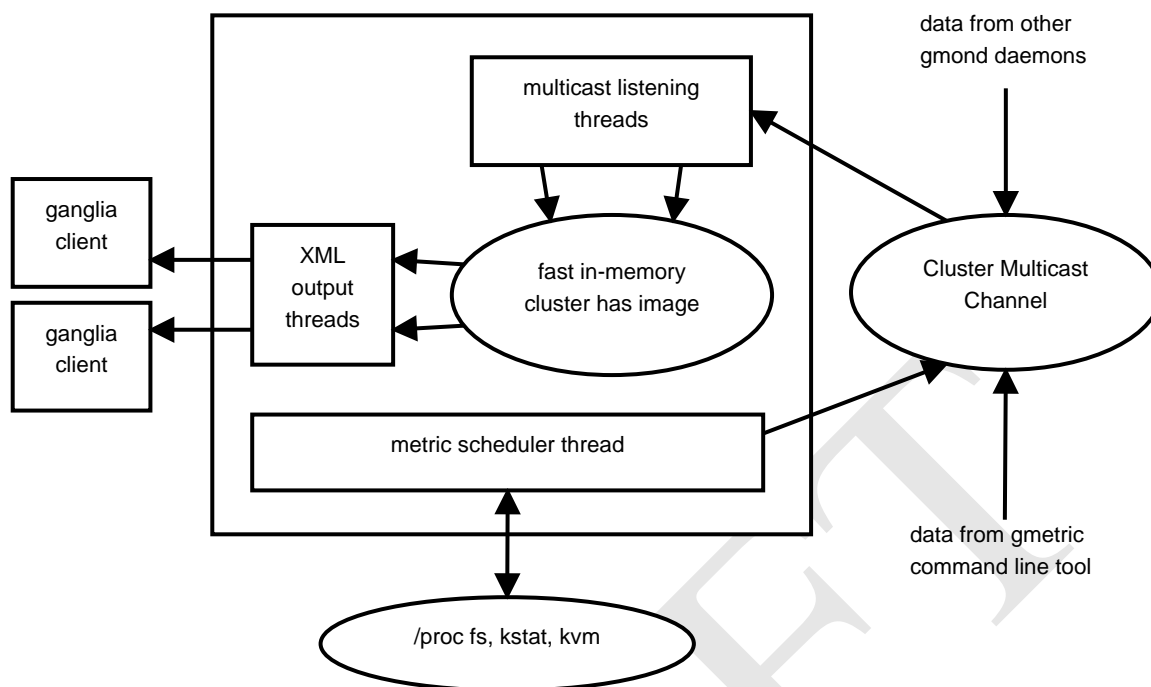 data from other
gmond daemons
multicast listening
threads
ganglia
client
XML
output
threads
fast in-memory
cluster has image
Cluster Multicast
Channel
ganglia
client
metric scheduler thread
data from gmetric
command line tool
/proc fs, kstat, kvm